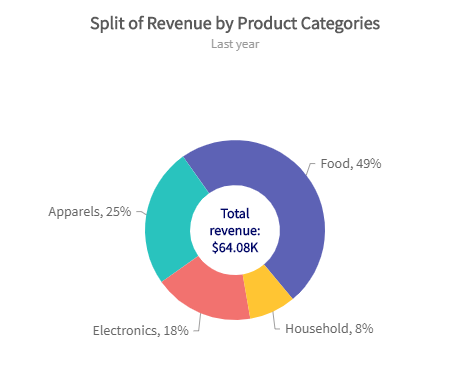 Split of Revenue by Product Categories
Last year
Food, 49%
Apparels, 25%
Total
revenue:
$64.08K
Electronics, 18%
Household, 8%